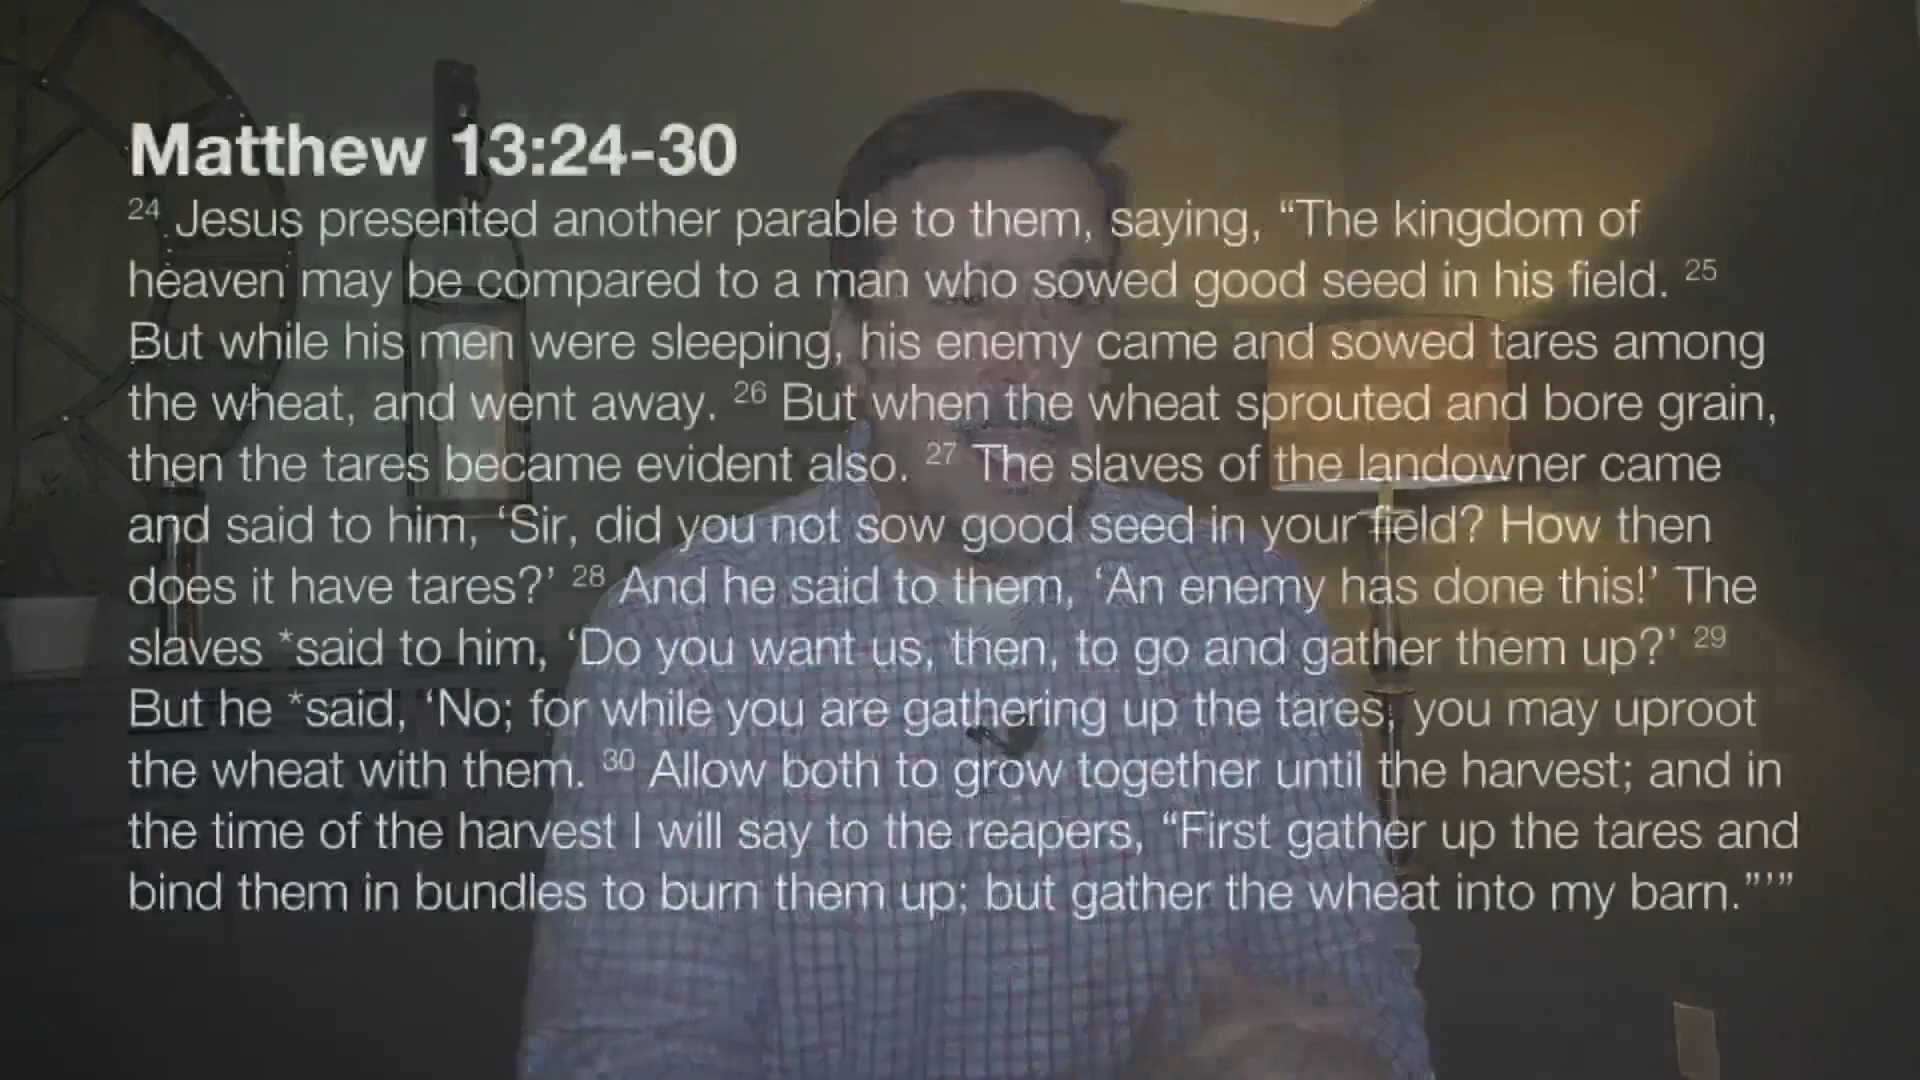 Matthew 13:24-30
24 Jesus presented another parable to them, saying, “The kingdom of
heaven may be compared to a man who sowed good seed in his field. 25
But while his men were sleeping, his enemy came and sowed tares among
the wheat, and went away. 26 But when the wheat sprouted and bore grain,
then the tares became evident also. 27 The slaves of the landowner came
and said to him, ‘Sir, did you not sow good seed in your field? How then
does it have tares?’ 28 And he said to them, ‘An enemy has done this!’ The
slaves *said to him, ‘Do you want us, then, to go and gather them up?’ 29
But he *said, ‘No; for while you are gathering up the tares, you may uproot
the wheat with them. 30 Allow both to grow together until the harvest; and in
the time of the harvest I will say to the reapers, “First gather up the tares and
bind them in bundles to burn them up; but gather the wheat into my barn.”’”